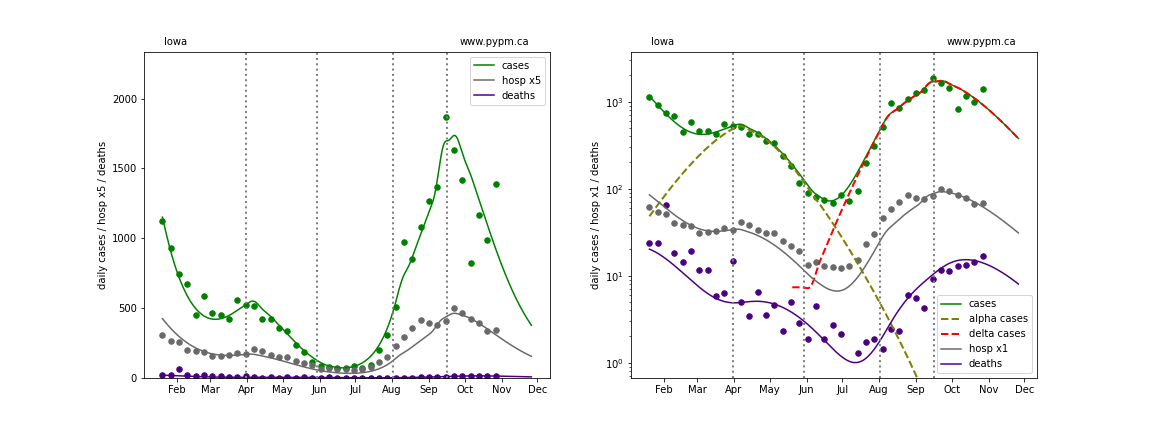 Iowa
www.pypm.ca
daily cases / hosp x5 / deaths
2000
1500
1000
500
0
cases
hosp x5
deaths
Feb Mar Apr May Jun Jul Aug Sep Oct Nov Dec
Iowa
www.pypm.ca
daily cases / hosp x1 / deaths
10³
10²
10¹
10⁰
cases
alpha cases
delta cases
hosp x1
deaths
Feb Mar Apr May Jun Jul Aug Sep Oct Nov Dec